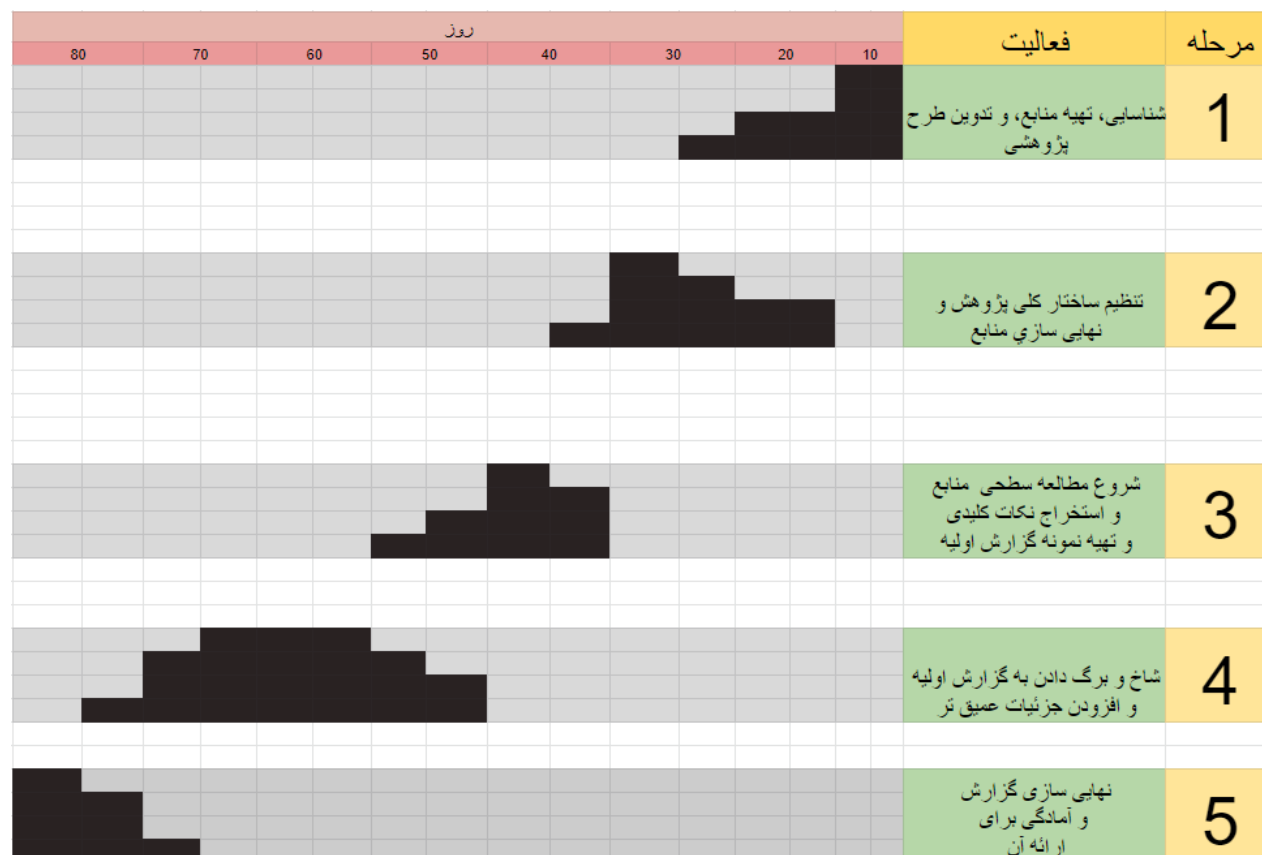 مرحله
فعالیت
روز
10 20 30 40 50 60 70 80
1
شناسایی، تهیه منابع، و تدوین طرح
پژوهشی
2
تنظیم ساختار کلی پژوهش و
نهایی سازي منابع
3
شروع مطالعه سطحی منابع
و استخراج نکات کلیدی
و تهیه نمونه گزارش اولیه
4
شاخ و برگ دادن به گزارش اولیه
و افزودن جزئیات عمیق تر
5
نهایی سازی گزارش
و آمادگی برای
ارائه آن